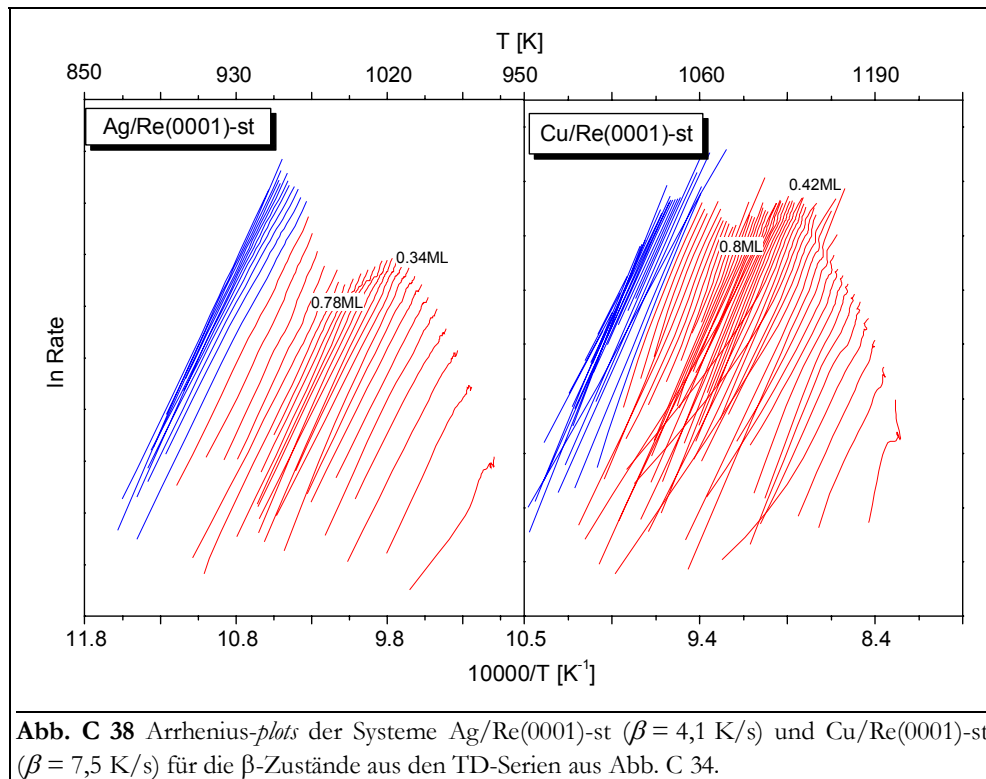 T [K]
850 930 1020 950 1060 1190
Ag/Re(0001)-st Cu/Re(0001)-st
0.42ML
0.8ML
0.34ML
0.78ML
ln Rate
11.8 10.8 9.8 10.5 9.4 8.4
10000/T [K⁻¹]
Abb. C 38 Arrhenius-plots der Systeme Ag/Re(0001)-st (β = 4,1 K/s) und Cu/Re(0001)-st
(β = 7,5 K/s) für die β-Zustände aus den TD-Serien aus Abb. C 34.